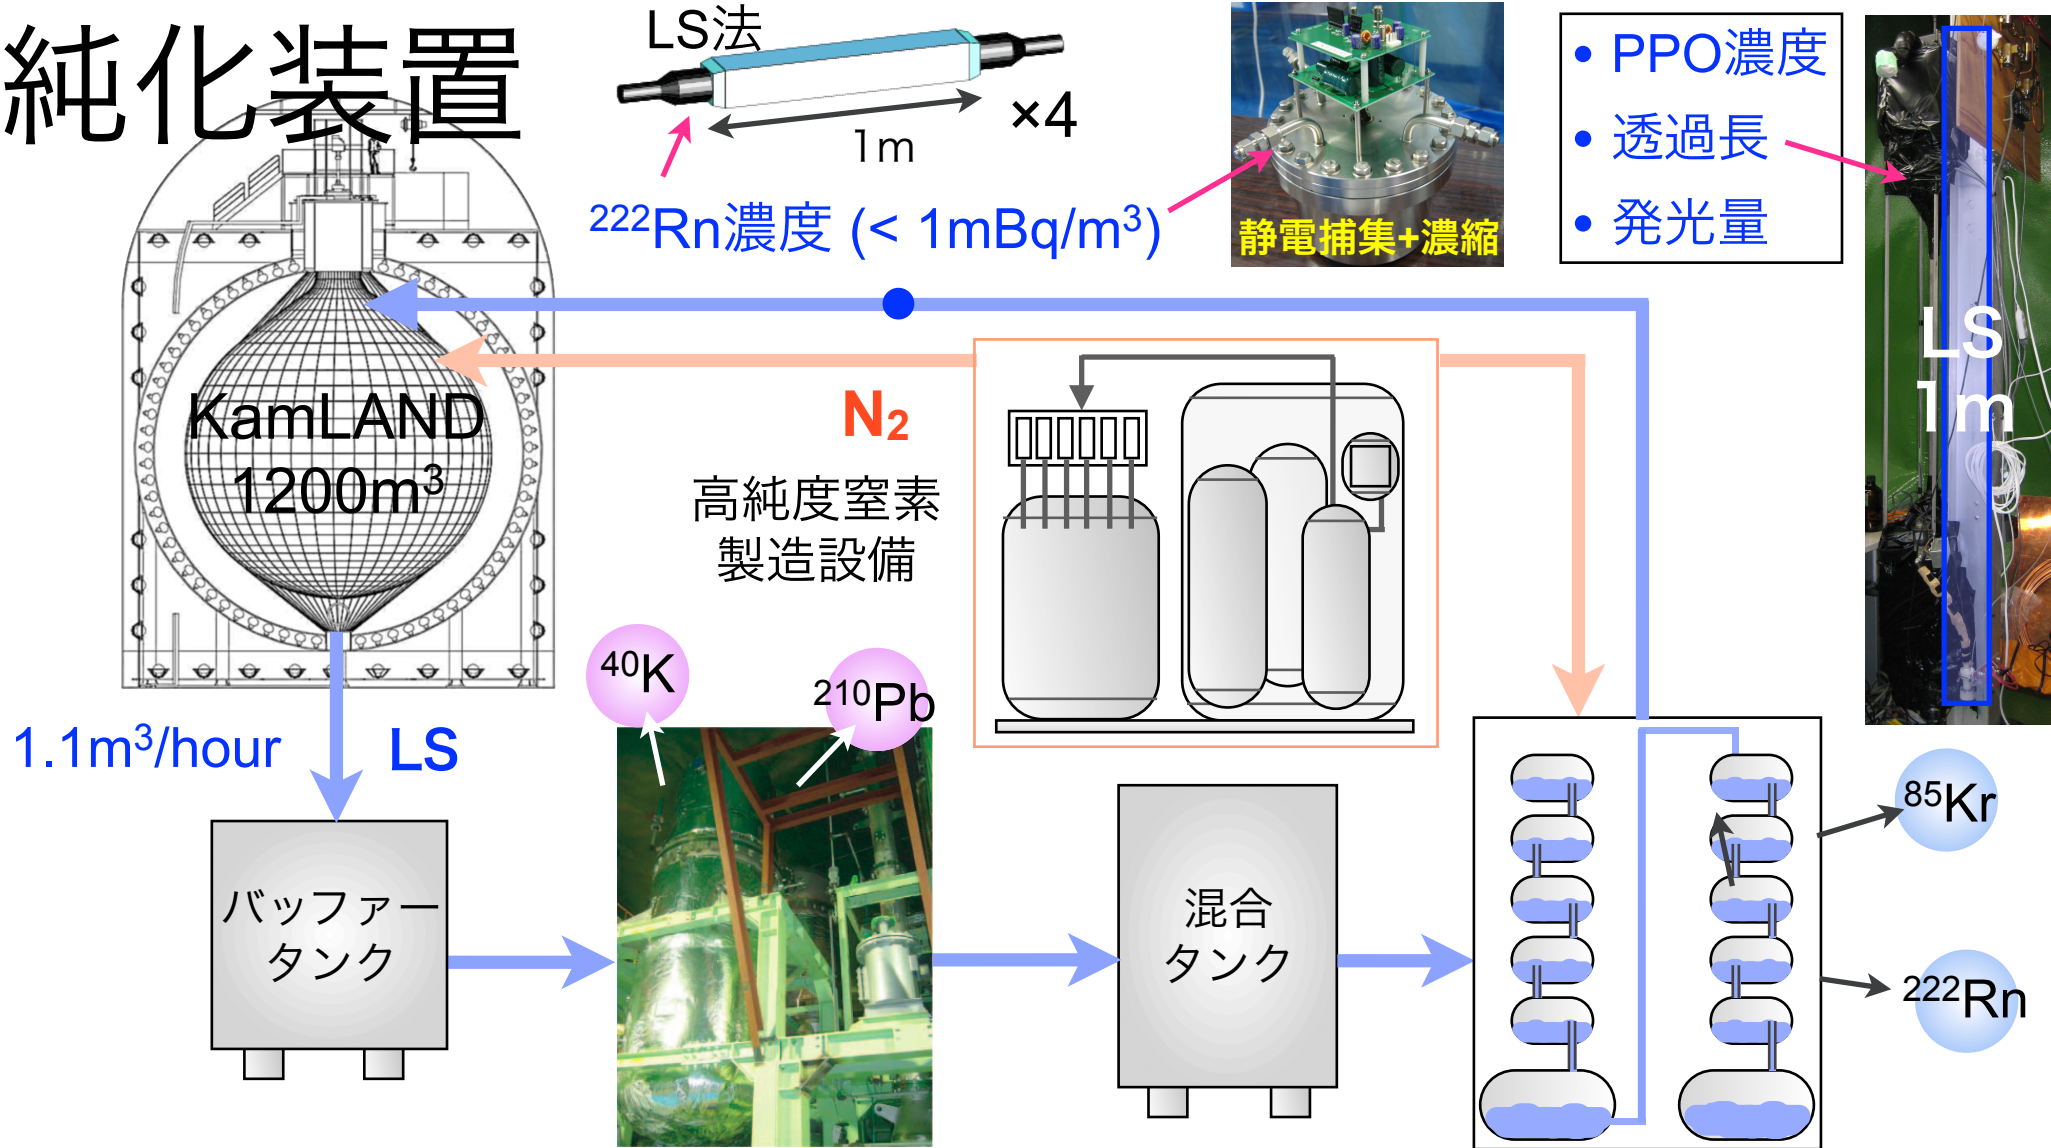 純化装置
LS法
1m
×4
²²²Rn濃度 (< 1mBq/m³)
静電捕集+濃縮
• PPO濃度
• 透過長
• 発光量
LS
1m
KamLAND
1200m³
N₂
高純度窒素
製造設備
⁴⁰K
²¹⁰Pb
1.1m³/hour
LS
バッファー
タンク
混合
タンク
⁸⁵Kr
²²²Rn